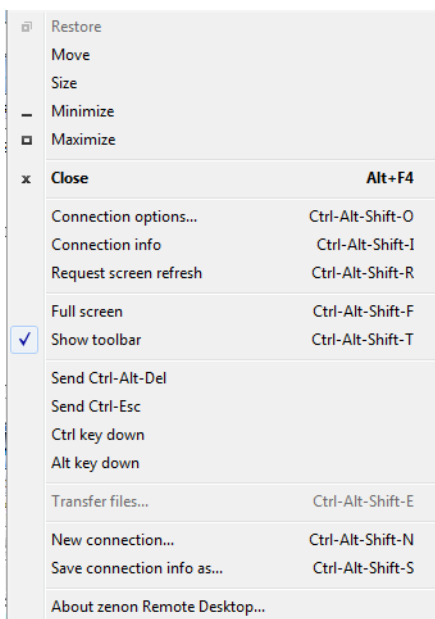 Restore
Move
Size
Minimize
Maximize
Close Alt+F4
Connection options... Ctrl-Alt-Shift-O
Connection info Ctrl-Alt-Shift-I
Request screen refresh Ctrl-Alt-Shift-R
Full screen Ctrl-Alt-Shift-F
Show toolbar Ctrl-Alt-Shift-T
Send Ctrl-Alt-Del
Send Ctrl-Esc
Ctrl key down
Alt key down
Transfer files... Ctrl-Alt-Shift-E
New connection... Ctrl-Alt-Shift-N
Save connection info as... Ctrl-Alt-Shift-S
About zenon Remote Desktop...